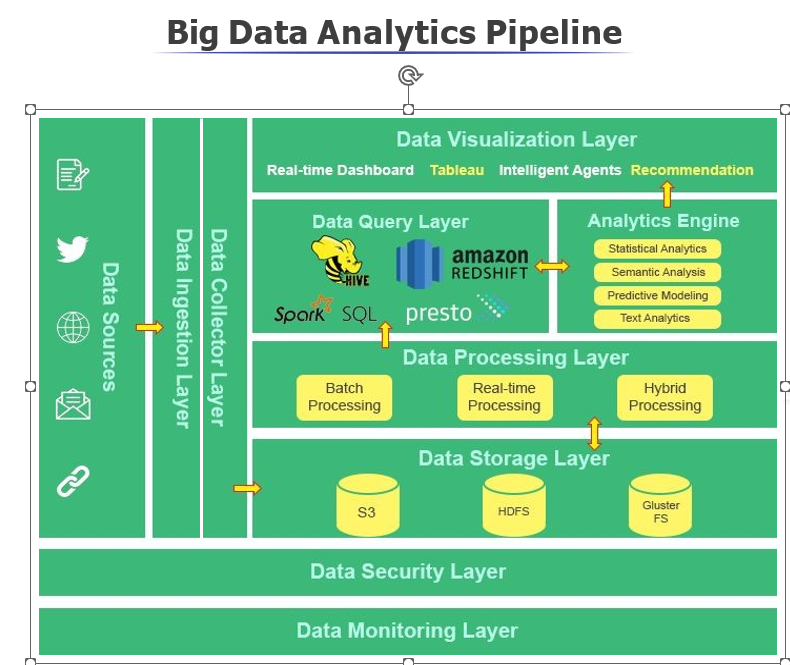 Big Data Analytics Pipeline
Data Sources
Data Ingestion Layer
Data Collector Layer
Data Visualization Layer
Real-time Dashboard Tableau Intelligent Agents Recommendation
Data Query Layer
HIVE
amazon
REDSHIFT
Spark SQL
presto
Analytics Engine
Statistical Analytics
Semantic Analysis
Predictive Modeling
Text Analytics
Data Processing Layer
Batch
Processing
Real-time
Processing
Hybrid
Processing
Data Storage Layer
S3
HDFS
Gluster
FS
Data Security Layer
Data Monitoring Layer